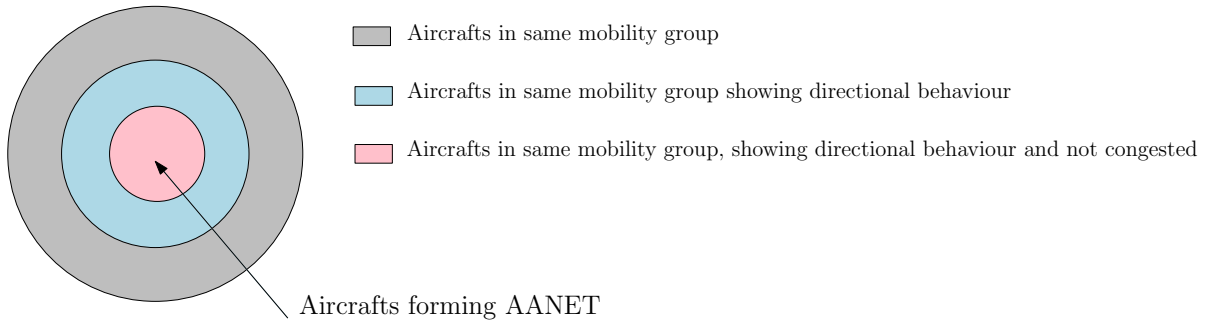 Aircrafts in same mobility group
Aircrafts in same mobility group showing directional behaviour
Aircrafts in same mobility group, showing directional behaviour and not congested
Aircrafts forming AANET